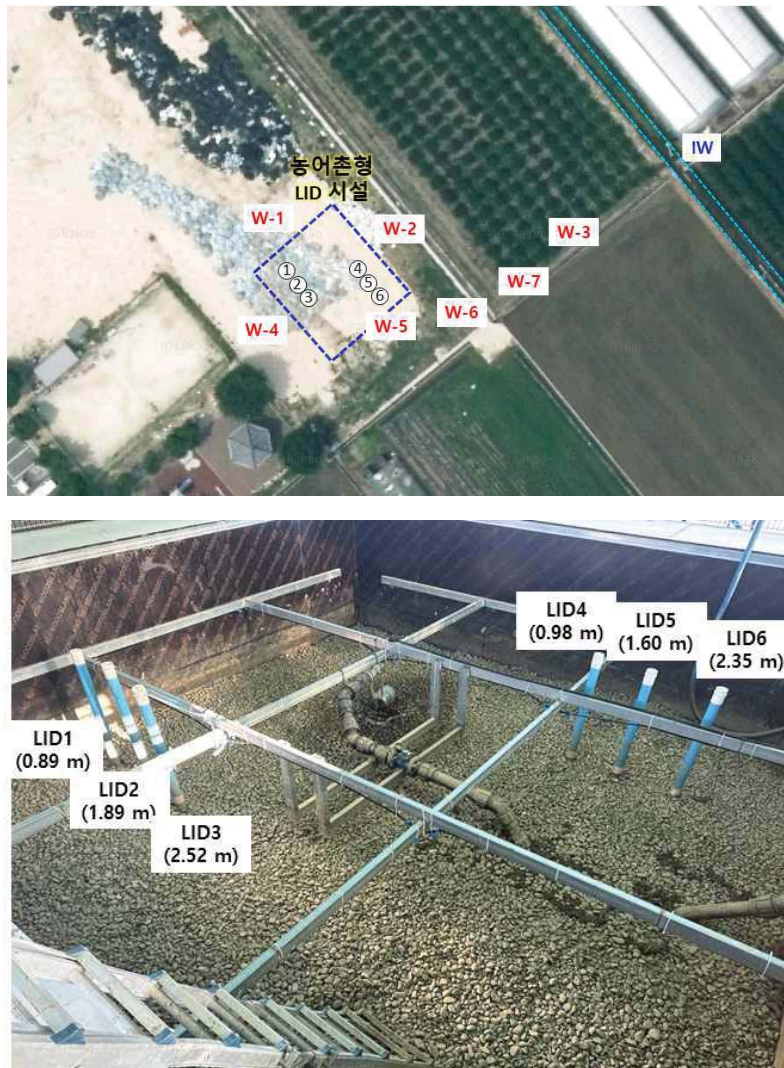 농어촌형
LID 시설
IW
W-1
W-2
W-3
W-7
W-6
W-4
W-5
①
②
③
④
⑤
⑥
LID1
(0.89 m)
LID2
(1.89 m)
LID3
(2.52 m)
LID4
(0.98 m)
LID5
(1.60 m)
LID6
(2.35 m)